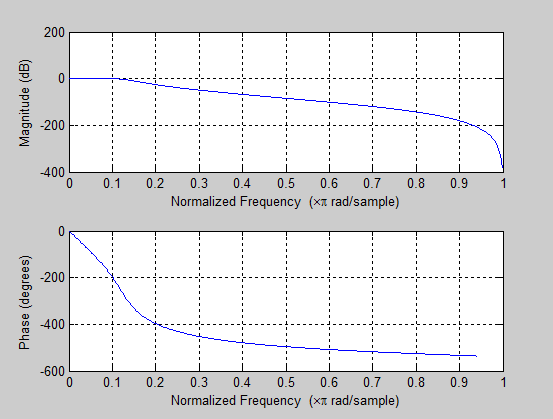 200
0
-200
-400
Magnitude (dB)
0 0.1 0.2 0.3 0.4 0.5 0.6 0.7 0.8 0.9 1
Normalized Frequency (×π rad/sample)
0
-200
-400
-600
Phase (degrees)
0 0.1 0.2 0.3 0.4 0.5 0.6 0.7 0.8 0.9 1
Normalized Frequency (×π rad/sample)